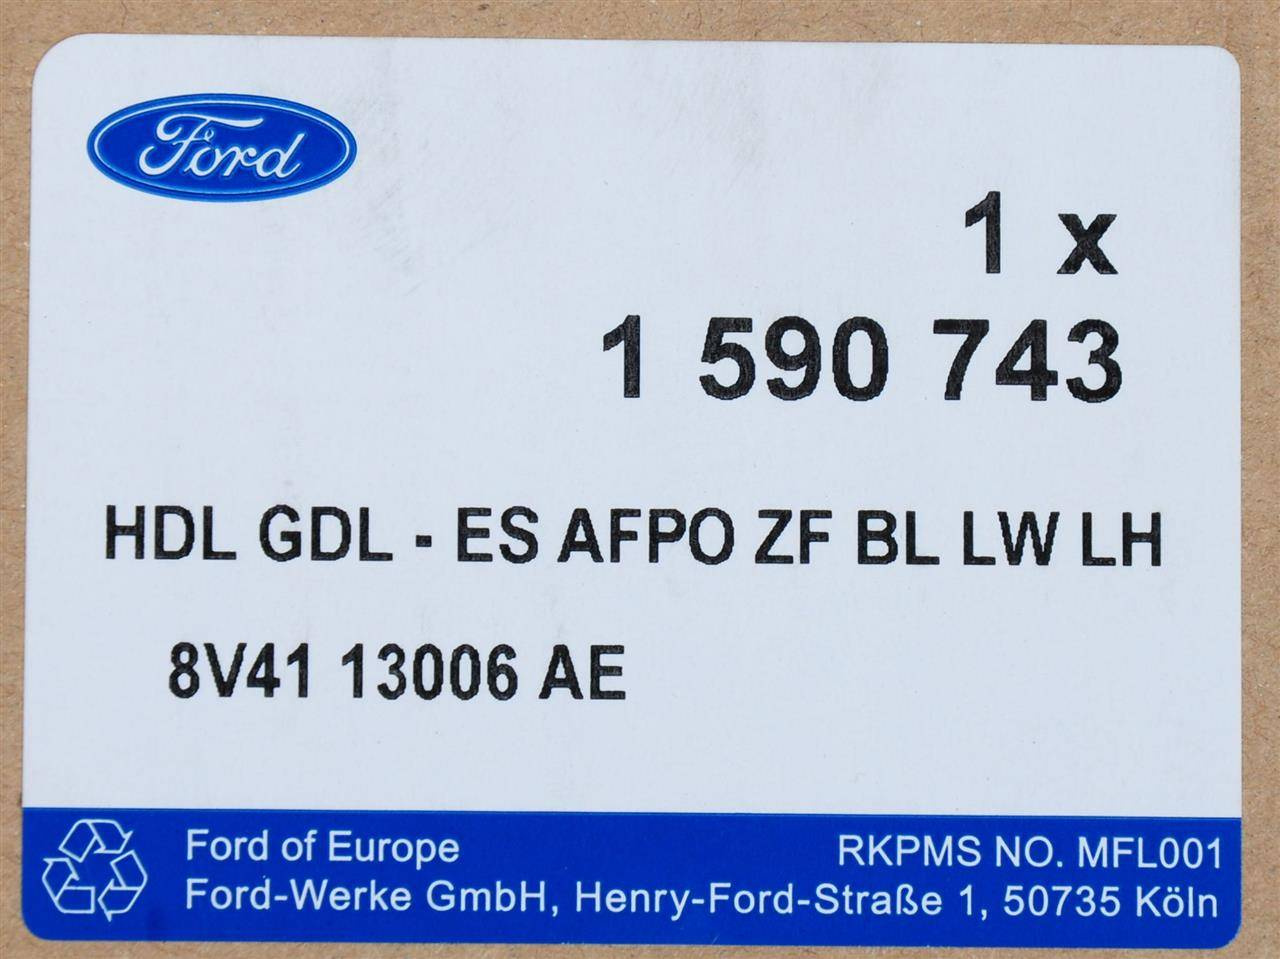 Ford
1 x
1 590 743
HDL GDL - ES AFPO ZF BL LW LH
8V41 13006 AE
Ford of Europe
RKPMS NO. MFL001
Ford-Werke GmbH, Henry-Ford-Straße 1, 50735 Köln